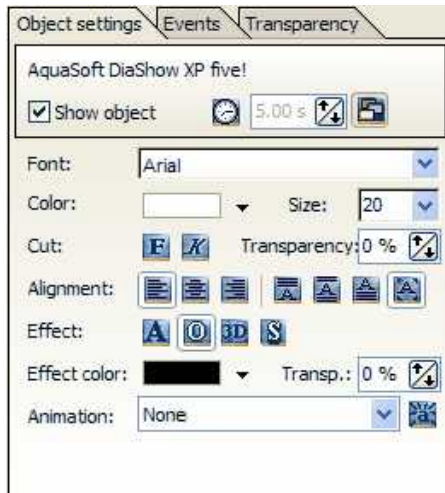 Object settings Events Transparency
AquaSoft DiaShow XP five!
Show object 5.00 s
Font: Arial
Color: Size: 20
Cut: F K Transparency: 0 %
Alignment: A A A A
Effect: A O 3D S
Effect color: Transp.: 0 %
Animation: None a